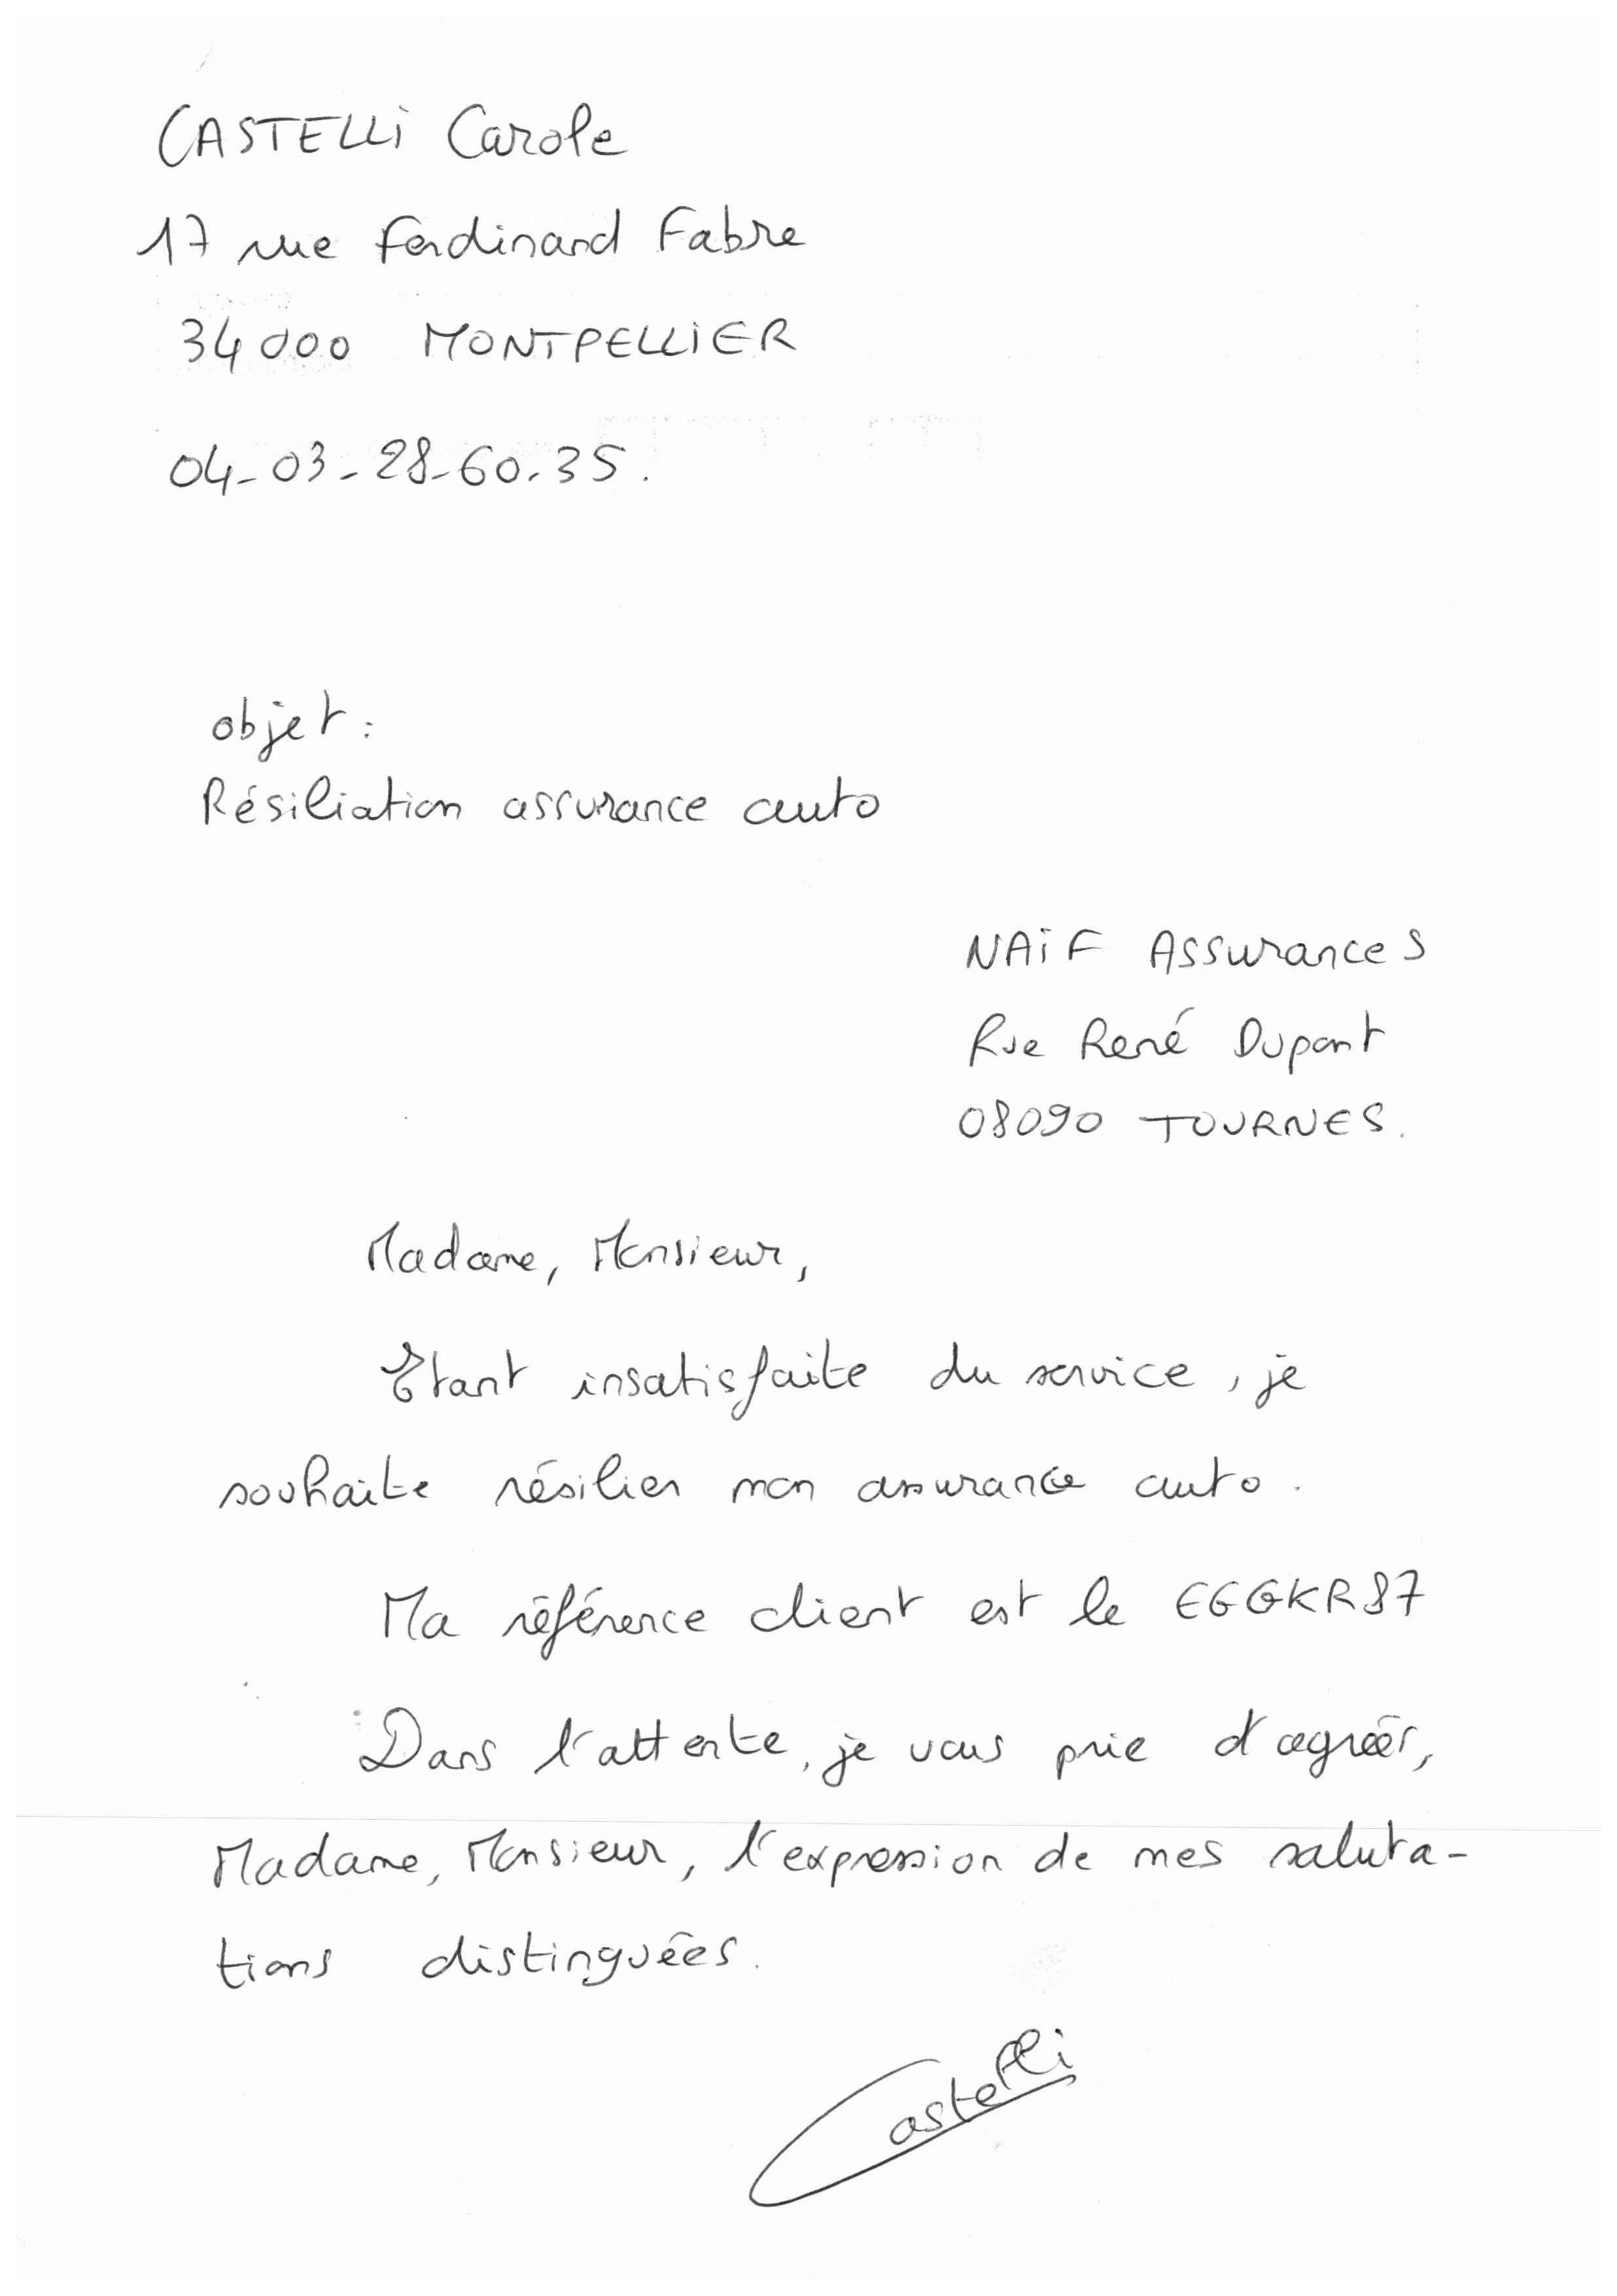 CASTELLI Carole
17 rue Ferdinand Fabre
34000 MONTPELLIER
04-03-28-60-35.
objet:
Résiliation assurance auto
NAIF Assurances
Rue René Dupont
08090 TOURNES.
Madame, Monsieur,
Etant insatisfaite du service, je
souhaite résilier mon assurance auto.
Ma référence client est le EGGKR87
Dans l'attente, je vous prie d'agréer,
Madame, Monsieur, l'expression de mes saluta-
tions distinguées.
Castelli